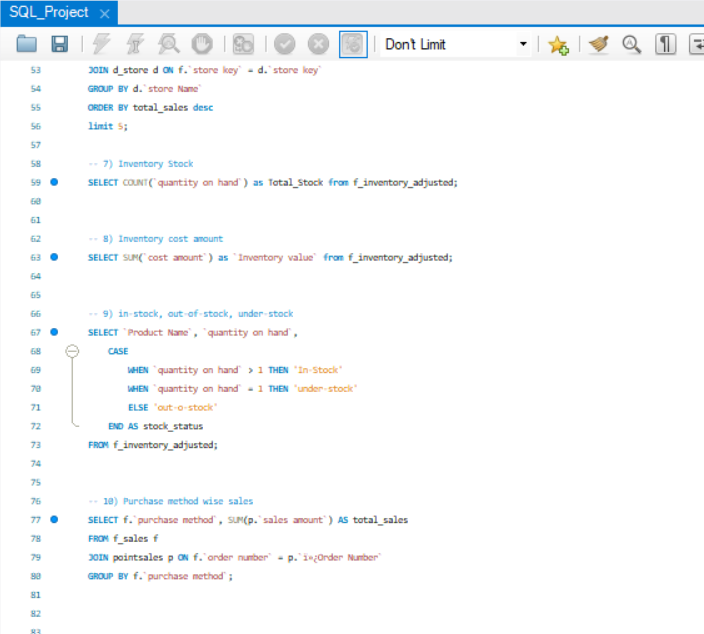 SQL_Project ×
Don't Limit
53 JOIN d_store d ON f.`store key` = d.`store key`
54 GROUP BY d.`store Name`
55 ORDER BY total_sales desc
56 limit 5;
57
58 -- 7) Inventory Stock
59 SELECT COUNT(`quantity on hand`) as Total_Stock from f_inventory_adjusted;
60
61
62 -- 8) Inventory cost amount
63 SELECT SUM(`cost amount`) as `Inventory value` from f_inventory_adjusted;
64
65
66 -- 9) in-stock, out-of-stock, under-stock
67 SELECT `Product Name`, `quantity on hand`,
68 CASE
69 WHEN `quantity on hand` > 1 THEN 'In-Stock'
70 WHEN `quantity on hand` = 1 THEN 'under-stock'
71 ELSE 'out-o-stock'
72 END AS stock_status
73 FROM f_inventory_adjusted;
74
75
76 -- 10) Purchase method wise sales
77 SELECT f.`purchase method`, SUM(p.`sales amount`) AS total_sales
78 FROM f_sales f
79 JOIN pointsales p ON f.`order number` = p.`ï»¿Order Number`
80 GROUP BY f.`purchase method`;
81
82
83